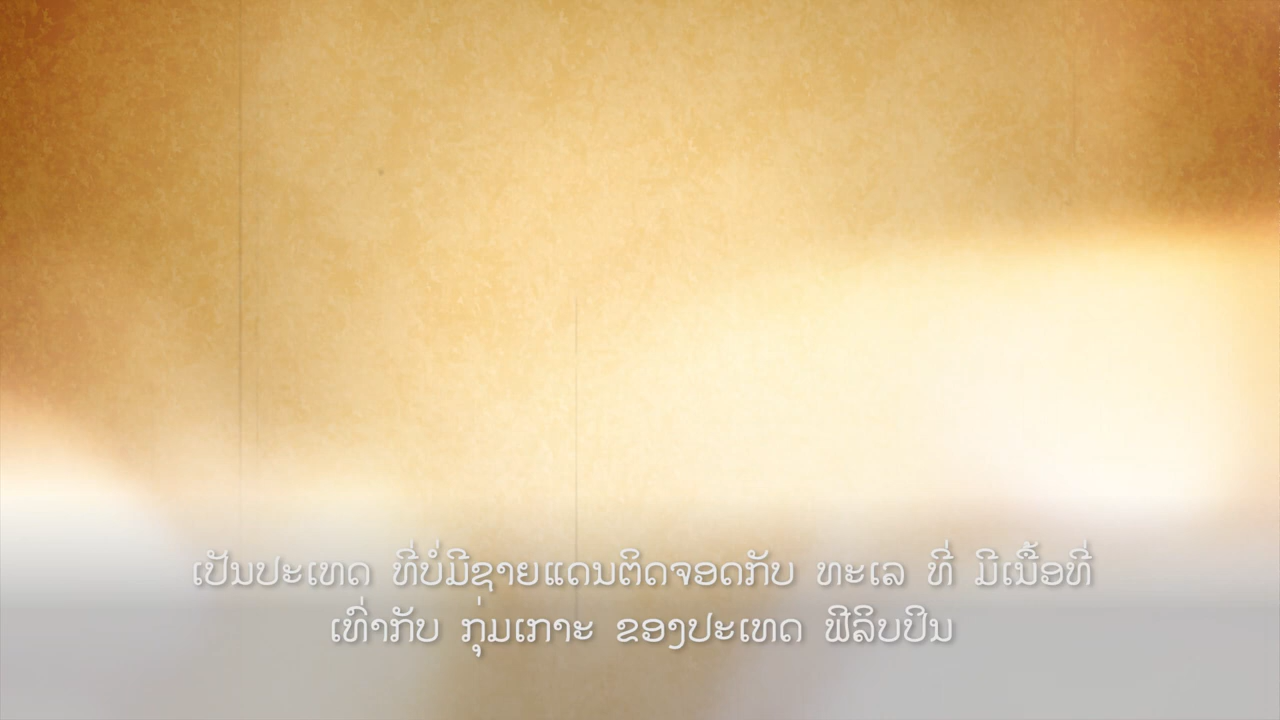 ເປັນປະເທດ ທີ່ບໍ່ມີຊາຍແດນຕິດຈອດກັບ ທະເລ ທີ່ ມີເນື້ອທີ່
ເທົ່າກັບ ກຸ່ມເກາະ ຂອງປະເທດ ຟີລິບປິນ